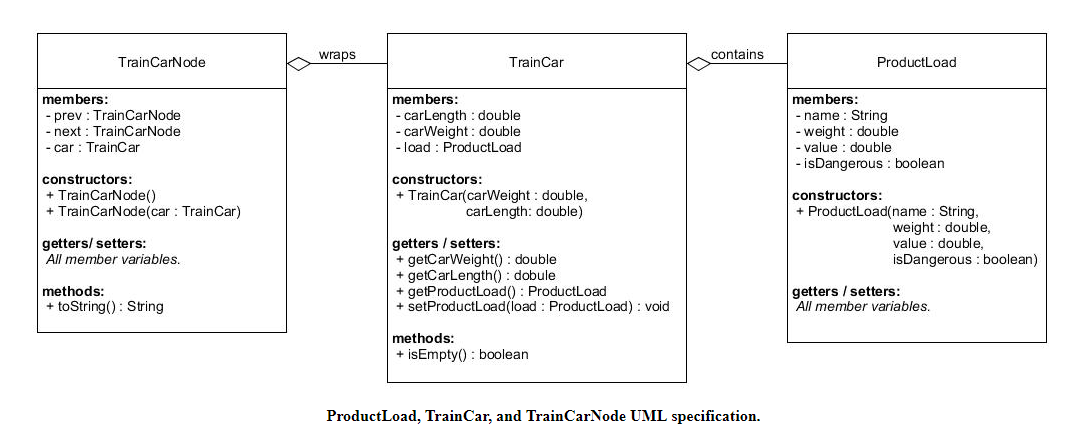 TrainCarNode
wraps
TrainCar
contains
ProductLoad
members:
- prev : TrainCarNode
- next : TrainCarNode
- car : TrainCar
constructors:
+ TrainCarNode()
+ TrainCarNode(car : TrainCar)
getters/ setters:
All member variables.
methods:
+ toString() : String
members:
- carLength : double
- carWeight : double
- load : ProductLoad
constructors:
+ TrainCar(carWeight : double,
carLength: double)
getters / setters:
+ getCarWeight() : double
+ getCarLength() : dobule
+ getProductLoad() : ProductLoad
+ setProductLoad(load : ProductLoad) : void
methods:
+ isEmpty() : boolean
members:
- name : String
- weight : double
- value : double
- isDangerous : boolean
constructors:
+ ProductLoad(name : String,
weight : double,
value : double,
isDangerous : boolean)
getters / setters:
All member variables.
ProductLoad, TrainCar, and TrainCarNode UML specification.